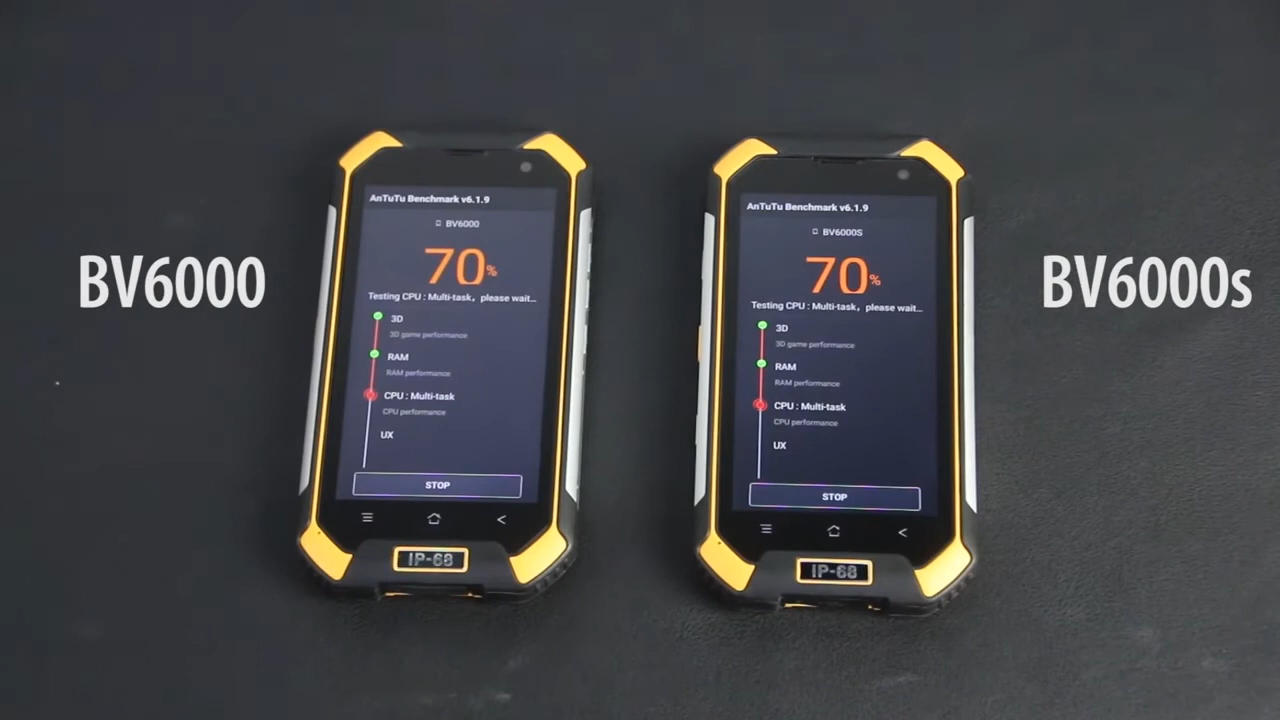 BV6000
AnTuTu Benchmark v6.1.9
BV6000
70%
Testing CPU : Multi-task, please wait...
3D
3D game performance
RAM
RAM performance
CPU : Multi-task
CPU performance
UX
STOP
IP-68
AnTuTu Benchmark v6.1.9
BV6000S
70%
Testing CPU : Multi-task, please wait...
3D
3D game performance
RAM
RAM performance
CPU : Multi-task
CPU performance
UX
STOP
IP-68
BV6000s